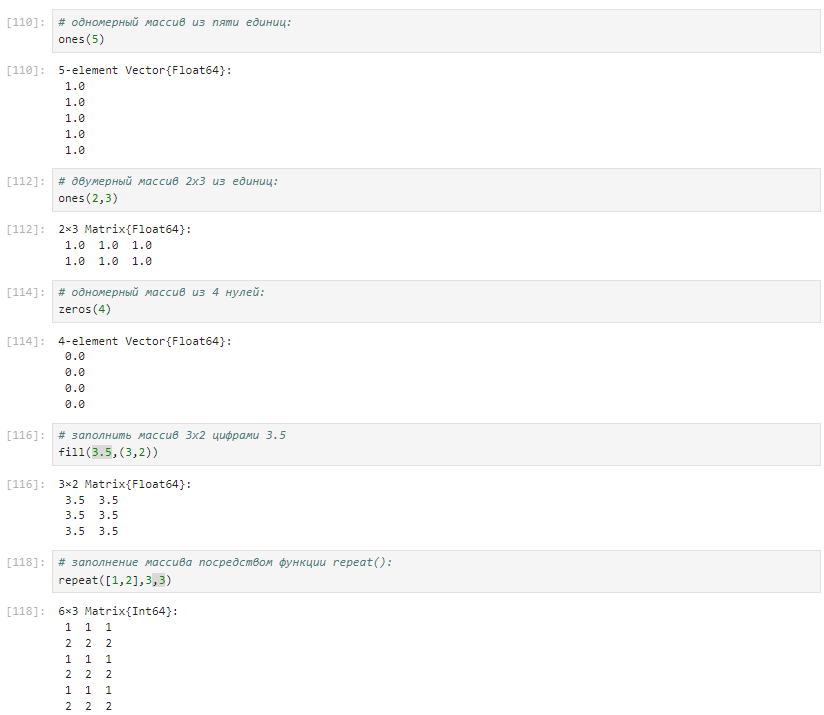 [110]: # одномерный массив из пяти единиц:
ones(5)
[110]: 5-element Vector{Float64}:
1.0
1.0
1.0
1.0
1.0
[112]: # двумерный массив 2x3 из единиц:
ones(2,3)
[112]: 2×3 Matrix{Float64}:
1.0 1.0 1.0
1.0 1.0 1.0
[114]: # одномерный массив из 4 нулей:
zeros(4)
[114]: 4-element Vector{Float64}:
0.0
0.0
0.0
0.0
[116]: # заполнить массив 3x2 цифрами 3.5
fill(3.5,(3,2))
[116]: 3×2 Matrix{Float64}:
3.5 3.5
3.5 3.5
3.5 3.5
[118]: # заполнение массива посредством функции repeat():
repeat([1,2],3,3)
[118]: 6×3 Matrix{Int64}:
1 1 1
2 2 2
1 1 1
2 2 2
1 1 1
2 2 2